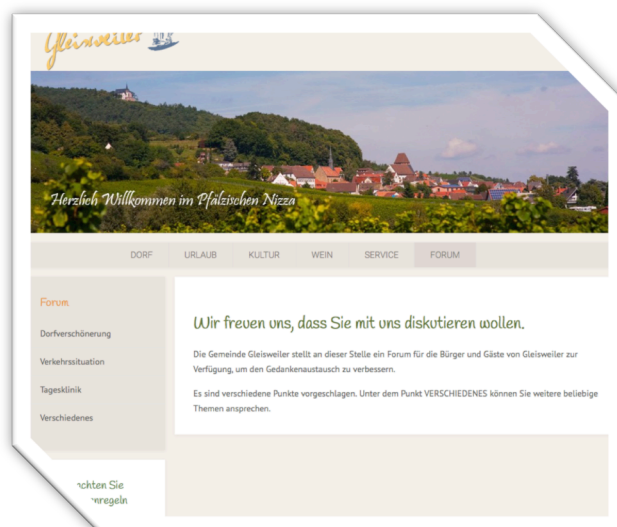 Gleisweiler
Herzlich Willkommen im Pfälzischen Nizza
DORF URLAUB KULTUR WEIN SERVICE FORUM
Forum
Dorfverschönerung
Verkehrssituation
Tagesklinik
Verschiedenes
Wir freuen uns, dass Sie mit uns diskutieren wollen.
Die Gemeinde Gleisweiler stellt an dieser Stelle ein Forum für die Bürger und Gäste von Gleisweiler zur
Verfügung, um den Gedankenaustausch zu verbessern.
Es sind verschiedene Punkte vorgeschlagen. Unter dem Punkt VERSCHIEDENES können Sie weitere beliebige
Themen ansprechen.
Sie